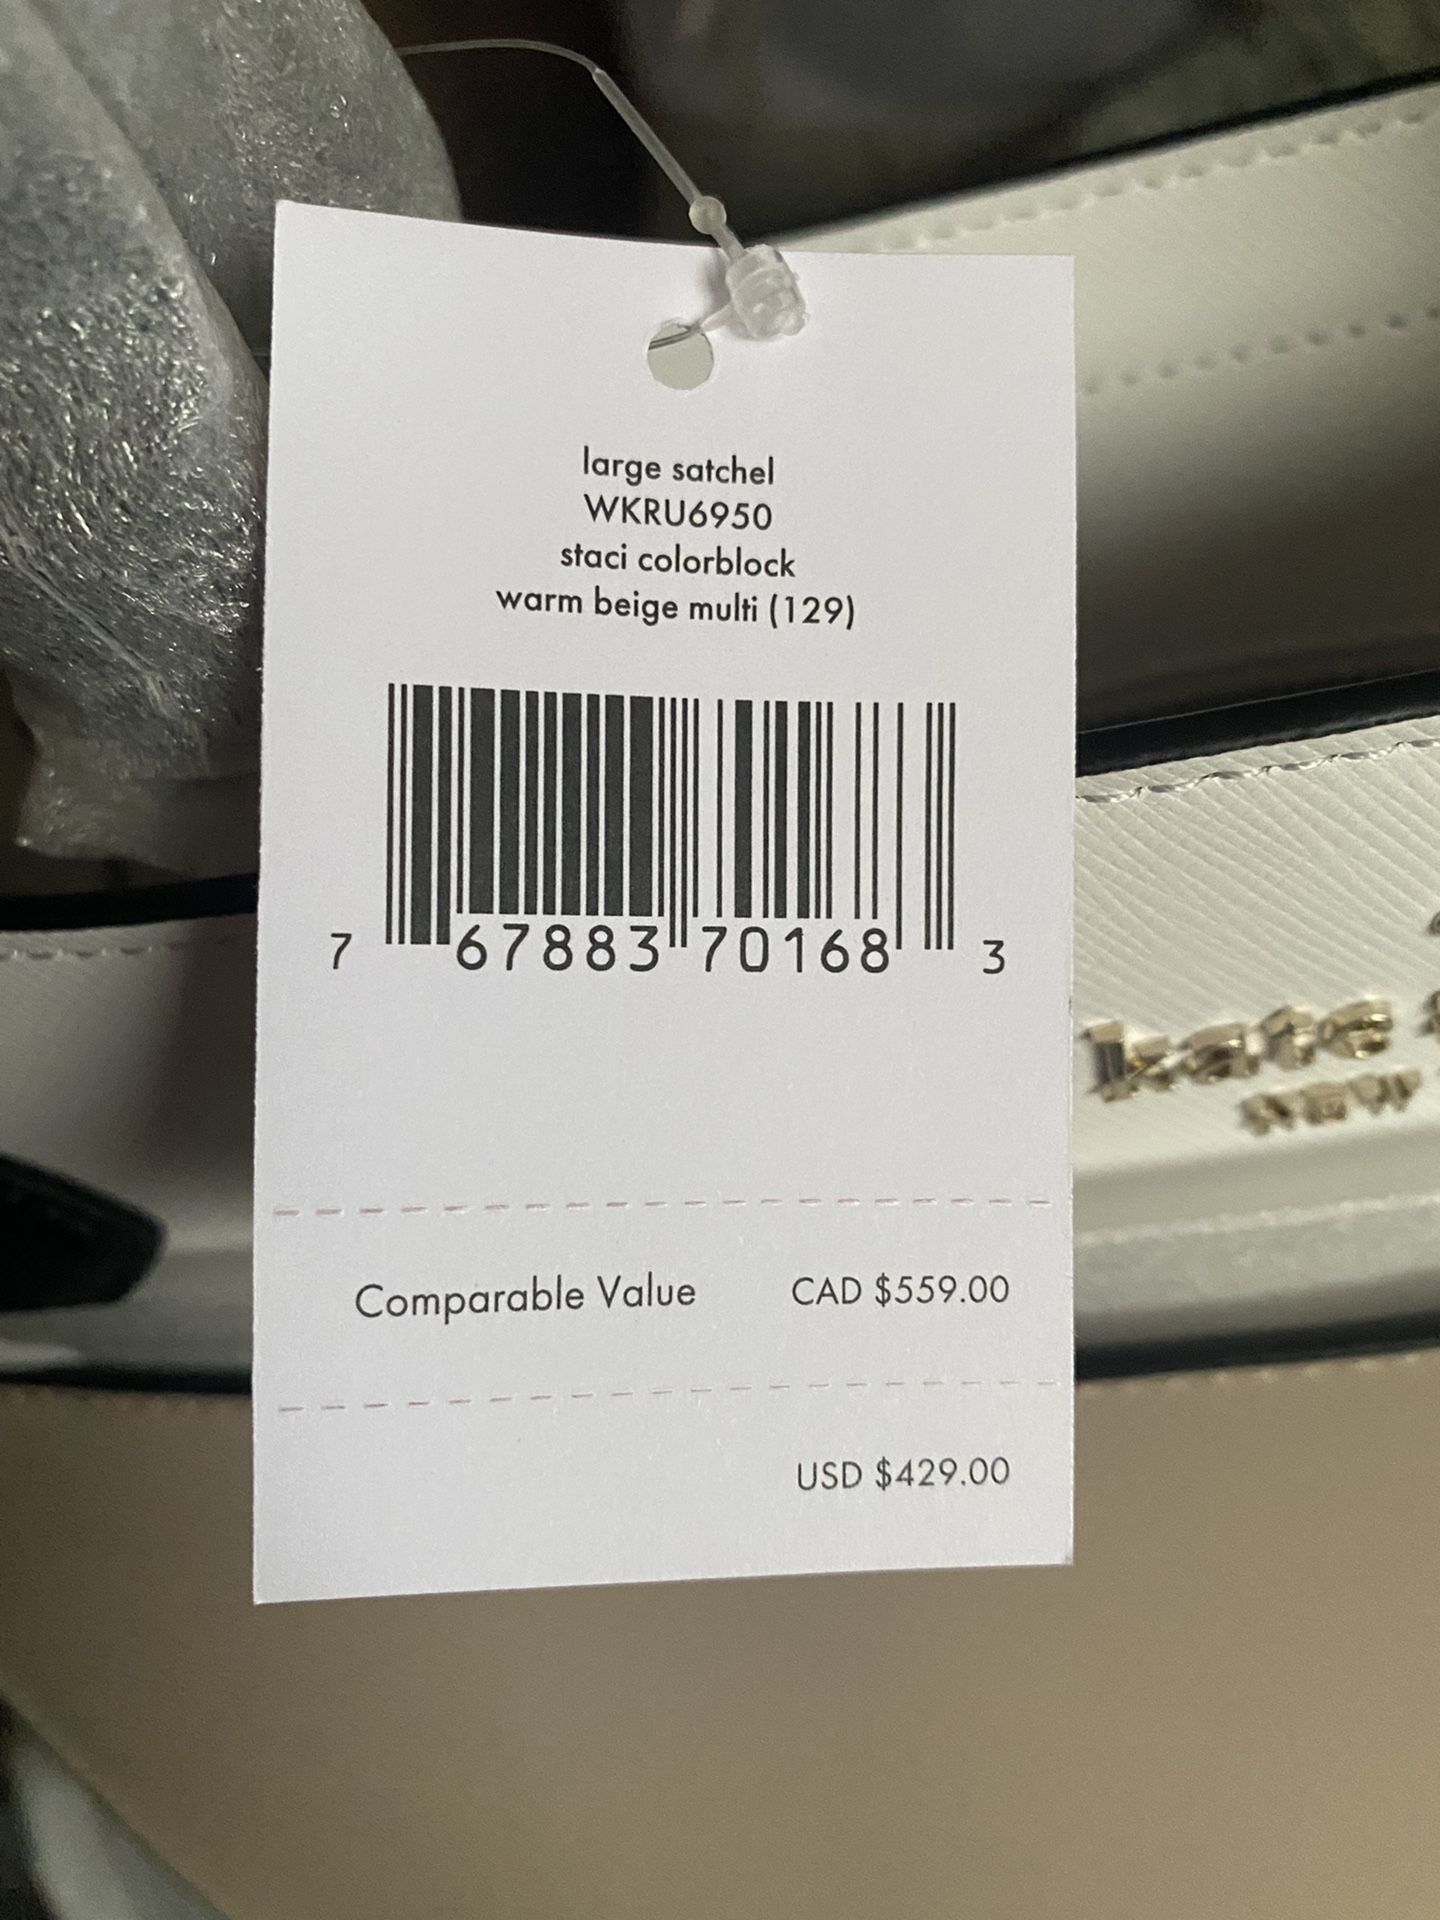 large satchel
WKRU6950
staci colorblock
warm beige multi (129)
7 67883 70168 3
Comparable Value CAD $559.00
USD $429.00
kate
NEW